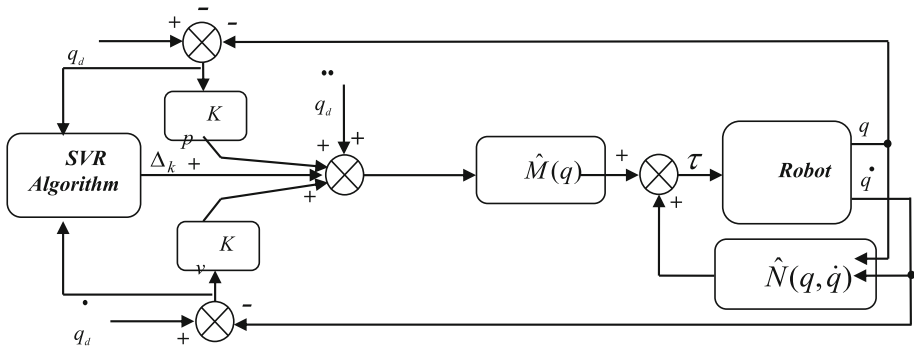 -
+
-
q_d
K
p
q̈_d
+
+
SVR
Algorithm
Δ_k +
+
M̂(q)
+
τ
+
Robot
q
q̇
K
v
N̂(q, q̇)
-
q̇_d
+